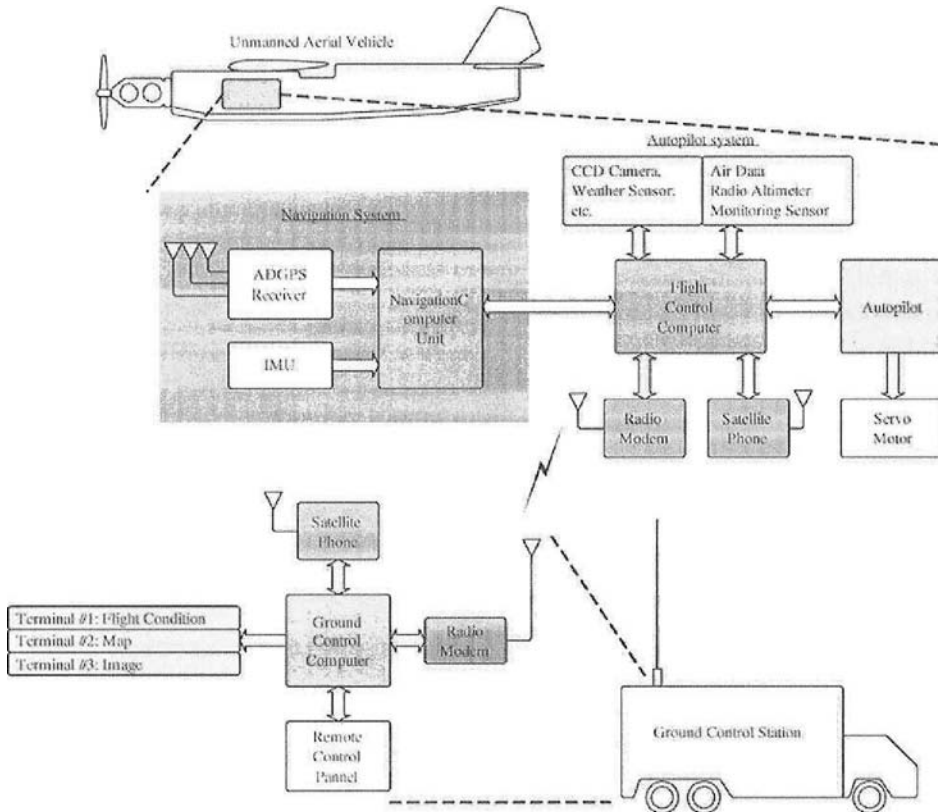 Unmanned Aerial Vehicle
Autopilot system
CCD Camera,
Weather Sensor,
etc.
Air Data
Radio Altimeter
Monitoring Sensor
Navigation System
ADGPS
Receiver
IMU
NavigationC
omputer
Unit
Flight
Control
Computer
Autopilot
Radio
Modem
Satellite
Phone
Servo
Motor
Satellite
Phone
Terminal #1: Flight Condition
Terminal #2: Map
Terminal #3: Image
Ground
Control
Computer
Radio
Modem
Remote
Control
Pannel
Ground Control Station